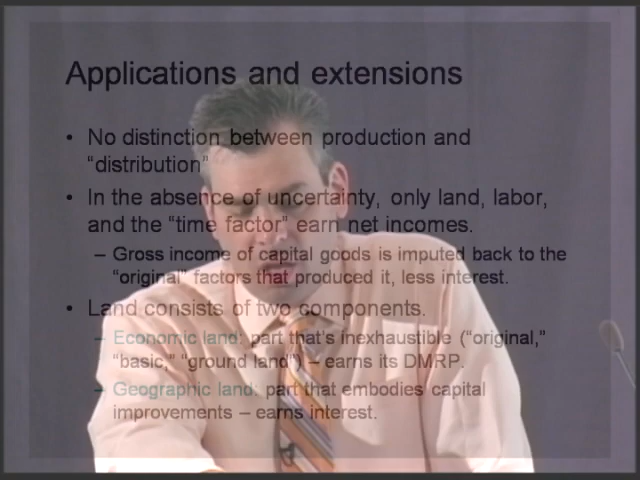 Applications and extensions
• No distinction between production and
"distribution"
• In the absence of uncertainty, only land, labor,
and the "time factor" earn net incomes.
– Gross income of capital goods is imputed back to the
"original" factors that produced it, less interest.
• Land consists of two components.
– Economic land: part that's inexhaustible ("original,"
"basic," "ground land") – earns its DMRP.
– Geographic land: part that embodies capital
improvements – earns interest.